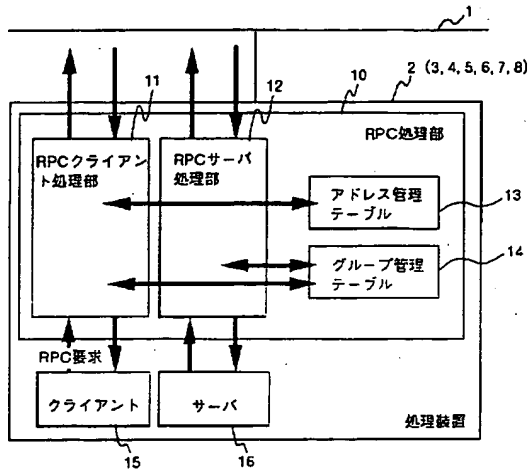 1
2 (3, 4, 5, 6, 7, 8)
10
11
12
RPC処理部
RPCクライアン
ト処理部
RPCサーバ
処理部
アドレス管理
テーブル
13
グループ管理
テーブル
14
RPC要求
クライアント
サーバ
処理装置
15
16